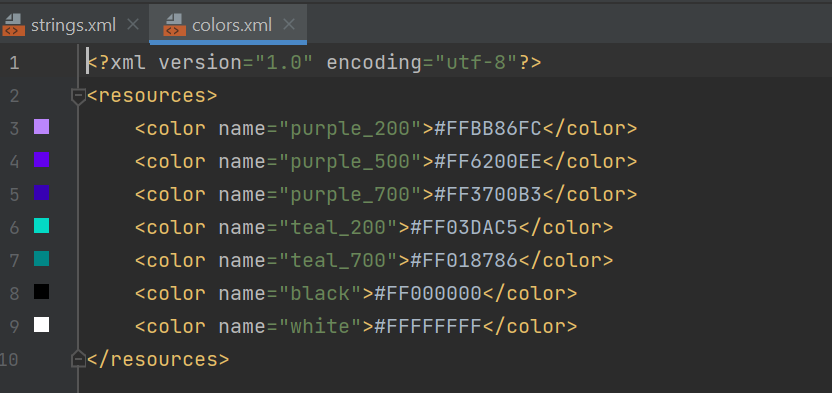 strings.xml colors.xml
1 <?xml version="1.0" encoding="utf-8"?>
2 <resources>
3     <color name="purple_200">#FFBB86FC</color>
4     <color name="purple_500">#FF6200EE</color>
5     <color name="purple_700">#FF3700B3</color>
6     <color name="teal_200">#FF03DAC5</color>
7     <color name="teal_700">#FF018786</color>
8     <color name="black">#FF000000</color>
9     <color name="white">#FFFFFFFF</color>
10 </resources>